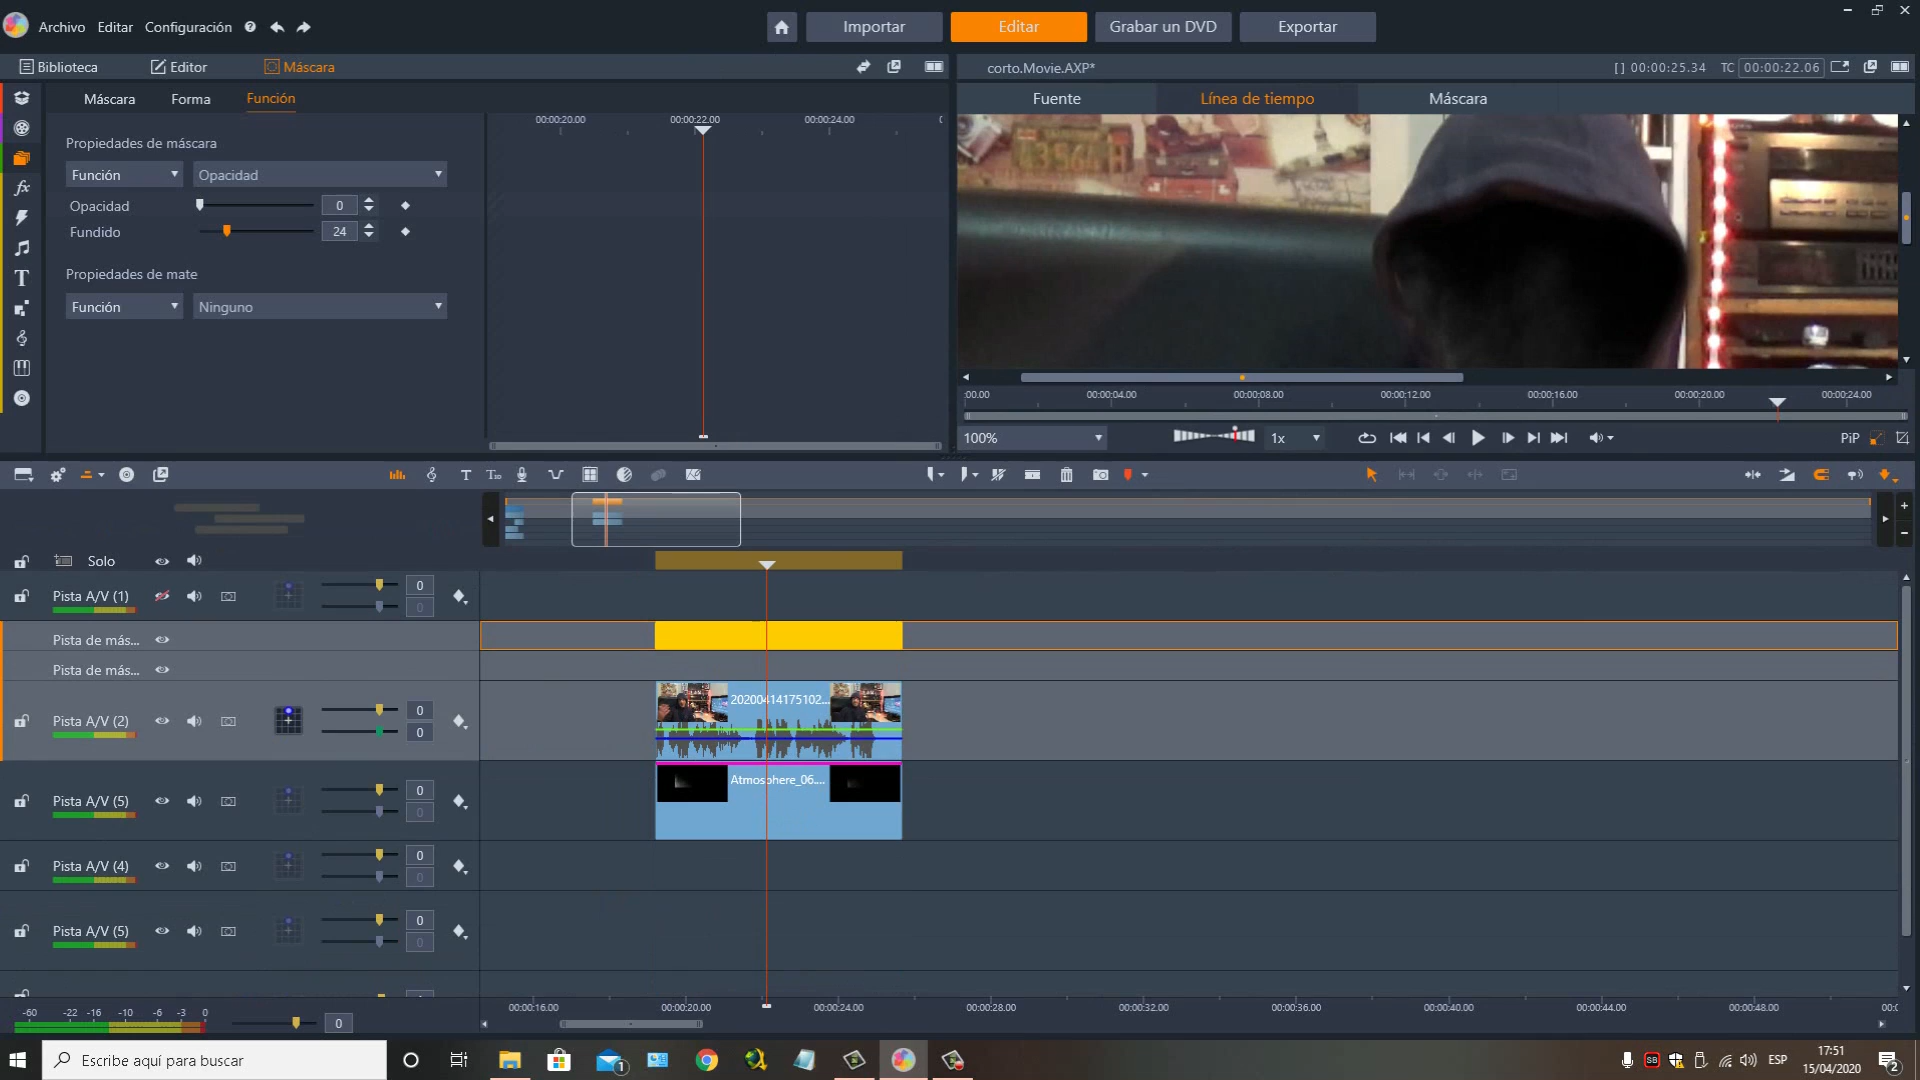 Archivo Editar Configuración
Importar Editar Grabar un DVD Exportar
Biblioteca Editor Máscara
corto.Movie.AXP* [ ] 00:00:25.34 TC 00:00:22.06
Máscara Forma Función
Fuente Línea de tiempo Máscara
00:00:20.00 00:00:22.00 00:00:24.00
Propiedades de máscara
Función Opacidad
Opacidad 0
Fundido 24
Propiedades de mate
Función Ninguno
:00.00 00:00:04.00 00:00:08.00 00:00:12.00 00:00:16.00 00:00:20.00 00:00:24.00
100% 1x PiP
Solo
Pista A/V (1) 0
0
Pista de más...
Pista de más...
Pista A/V (2) 0
0
20200414175102...
Pista A/V (5) 0
0
Atmosphere_06....
Pista A/V (4) 0
0
Pista A/V (5) 0
0
00:00:16.00 00:00:20.00 00:00:24.00 00:00:28.00 00:00:32.00 00:00:36.00 00:00:40.00 00:00:44.00 00:00:48.00
-60 -22 -16 -10 -6 -3 0
0
Escribe aquí para buscar
1
ESP
17:51
15/04/2020
2